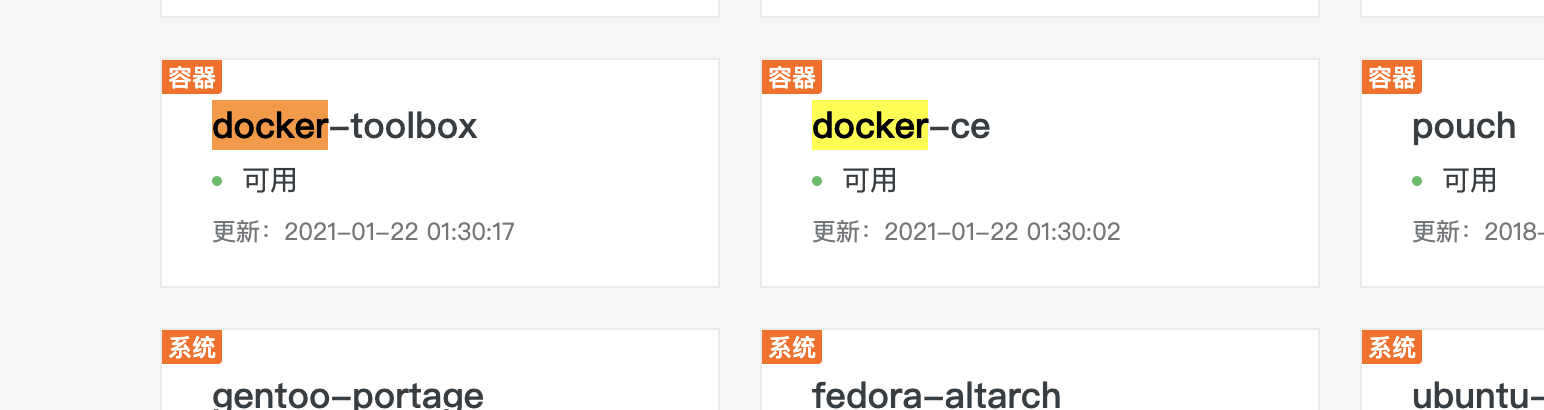 容器
容器
容器
docker-toolbox
docker-ce
pouch
可用
可用
可用
更新：2021-01-22 01:30:17
更新：2021-01-22 01:30:02
更新：2018-
系统
系统
系统
gentoo-portage
fedora-altarch
ubuntu-